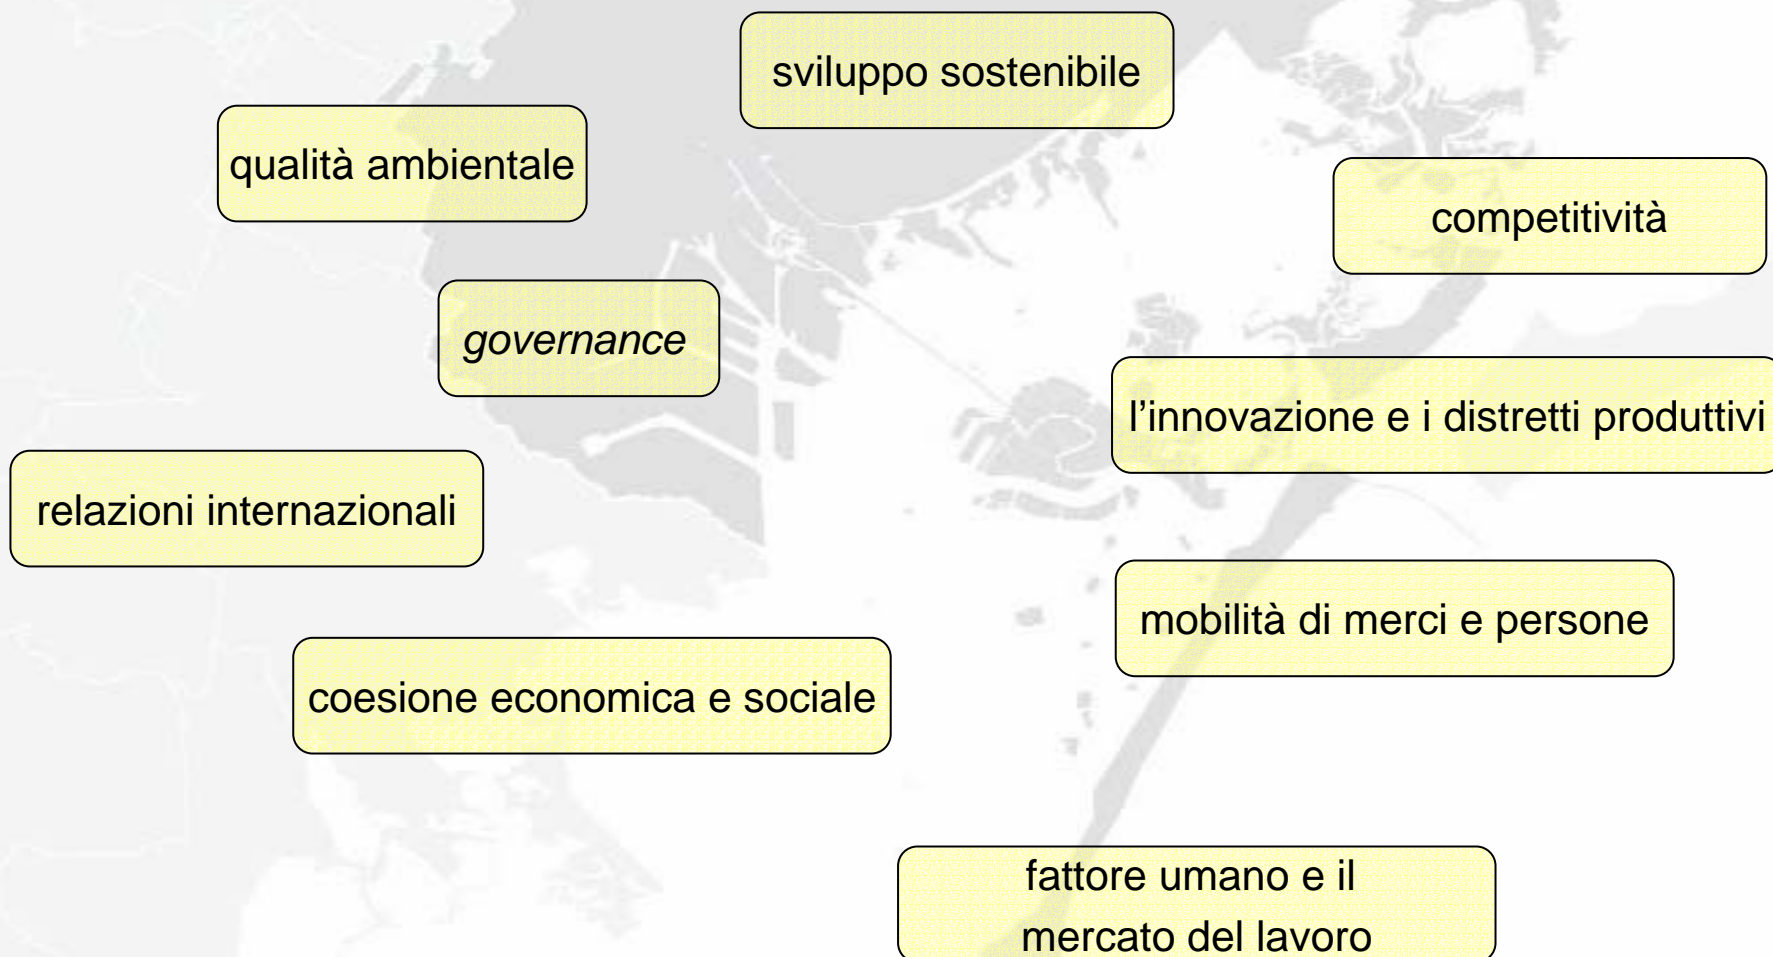 sviluppo sostenibile
qualità ambientale
competitività
governance
l'innovazione e i distretti produttivi
relazioni internazionali
mobilità di merci e persone
coesione economica e sociale
fattore umano e il
mercato del lavoro